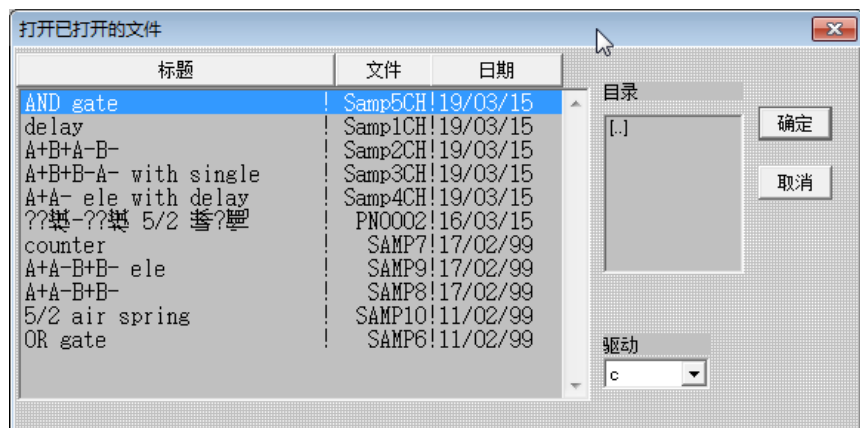 打开已打开的文件
标题 文件 日期
AND gate ! Samp5CH!19/03/15
delay ! Samp1CH!19/03/15
A+B+A-B- ! Samp2CH!19/03/15
A+B+B-A- with single ! Samp3CH!19/03/15
A+A- ele with delay ! Samp4CH!19/03/15
5/2 ! PN0002!16/03/15
counter ! SAMP7!17/02/99
A+A-B+B- ele ! SAMP9!17/02/99
A+A-B+B- ! SAMP8!17/02/99
5/2 air spring ! SAMP10!11/02/99
OR gate ! SAMP6!11/02/99
目录
[..]
确定
取消
驱动
c